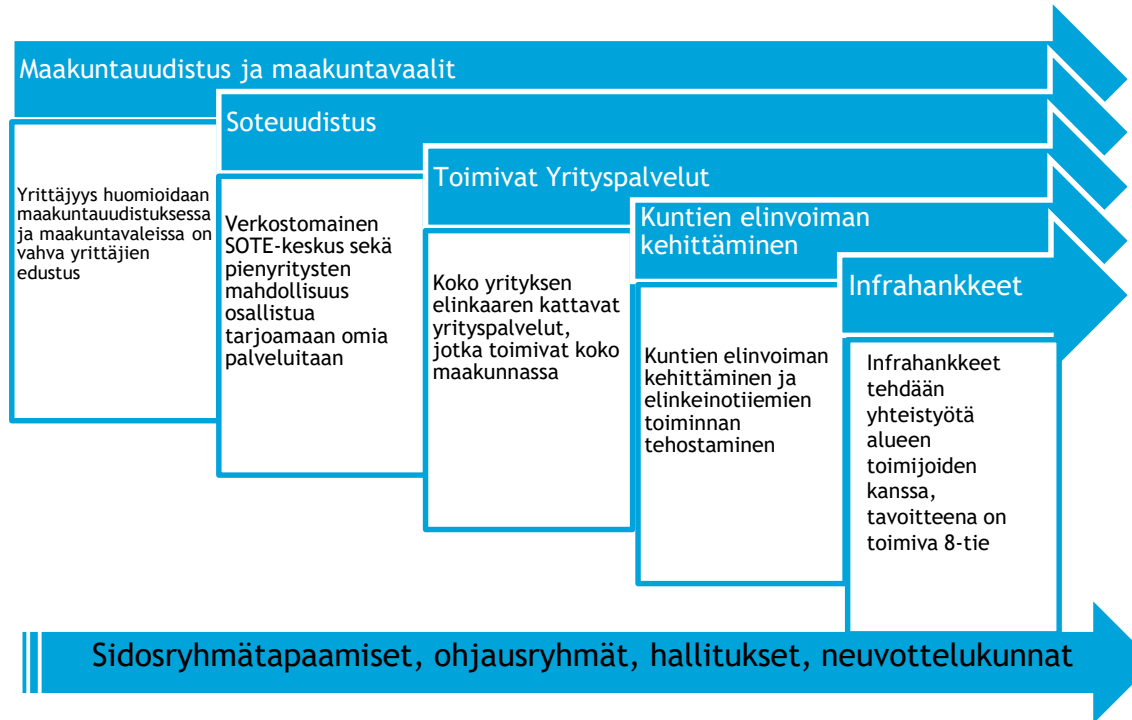 Maakuntauudistus ja maakuntavaalit
Yrittäjyys huomioidaan
maakuntauudistuksessa
ja maakuntavaleissa on
vahva yrittäjien
edustus
Soteuudistus
Verkostomainen
SOTE-keskus sekä
pienyritysten
mahdollisuus
osallistua
tarjoamaan omia
palveluitaan
Toimivat Yrityspalvelut
Koko yrityksen
elinkaaren kattavat
yrityspalvelut,
jotka toimivat koko
maakunnassa
Kuntien elinvoiman
kehittäminen
Kuntien elinvoiman
kehittäminen ja
elinkeinotiiemien
toiminnan
tehostaminen
Infrahankkeet
Infrahankkeet
tehdään
yhteistyötä
alueen
toimijoiden
kanssa,
tavoitteena on
toimiva 8-tie
Sidosryhmätapaamiset, ohjausryhmät, hallitukset, neuvottelukunnat